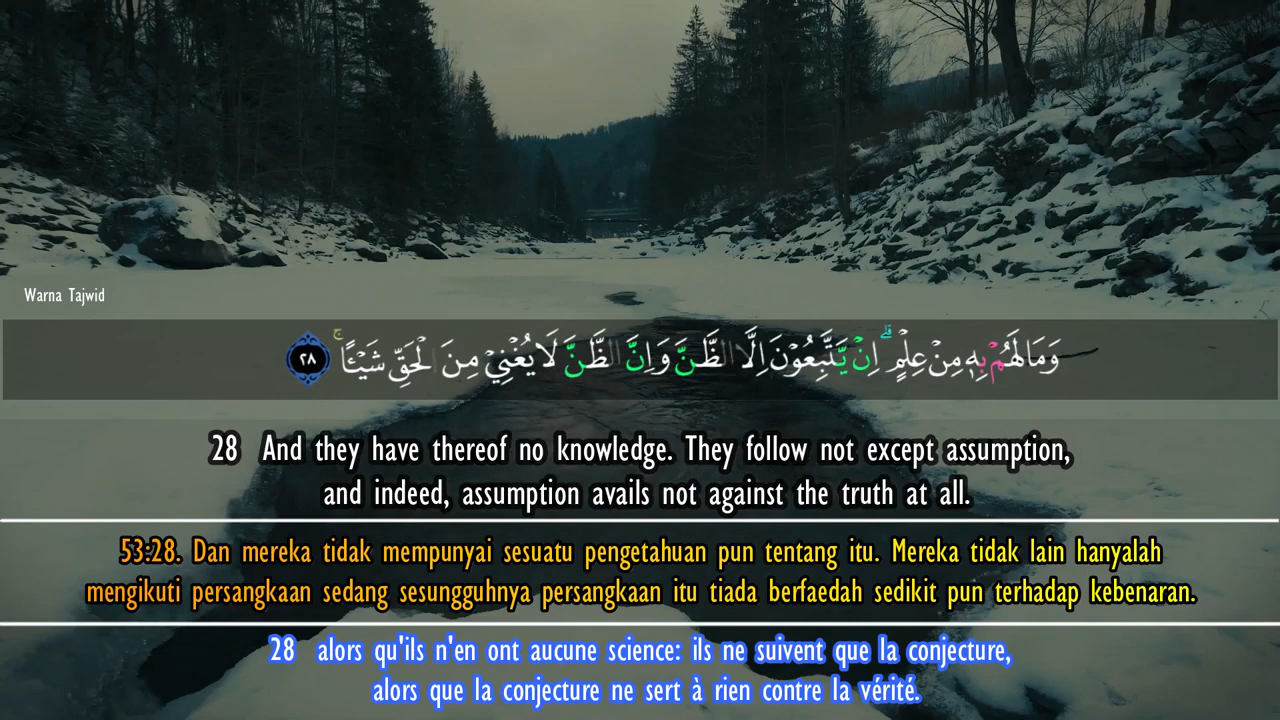 Warna Tajwid
وَمَا لَهُمْ بِهٖ مِنْ عِلْمٍ ۗ اِنْ يَّتَّبِعُوْنَ اِلَّا الظَّنَّ وَاِنَّ الظَّنَّ لَا يُغْنِيْ مِنَ الْحَقِّ شَيْـًٔا ۚ ٢٨
28 And they have thereof no knowledge. They follow not except assumption,
and indeed, assumption avails not against the truth at all.
53:28. Dan mereka tidak mempunyai sesuatu pengetahuan pun tentang itu. Mereka tidak lain hanyalah
mengikuti persangkaan sedang sesungguhnya persangkaan itu tiada berfaedah sedikit pun terhadap kebenaran.
28 alors qu'ils n'en ont aucune science: ils ne suivent que la conjecture,
alors que la conjecture ne sert à rien contre la vérité.